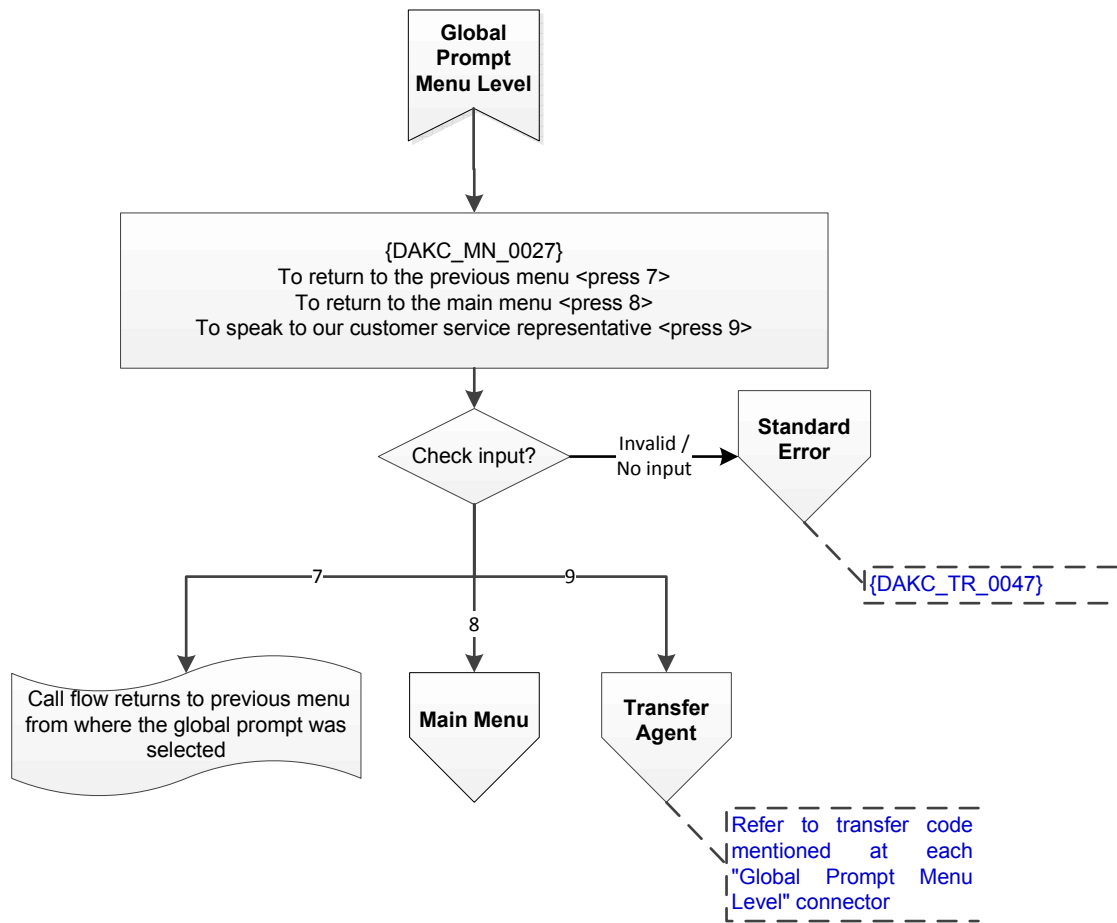 Global
Prompt
Menu Level
{DAKC_MN_0027}
To return to the previous menu <press 7>
To return to the main menu <press 8>
To speak to our customer service representative <press 9>
Check input?
Invalid /
No input
Standard
Error
{DAKC_TR_0047}
7
9
8
Call flow returns to previous menu
from where the global prompt was
selected
Main Menu
Transfer
Agent
Refer to transfer code
mentioned at each
"Global Prompt Menu
Level" connector